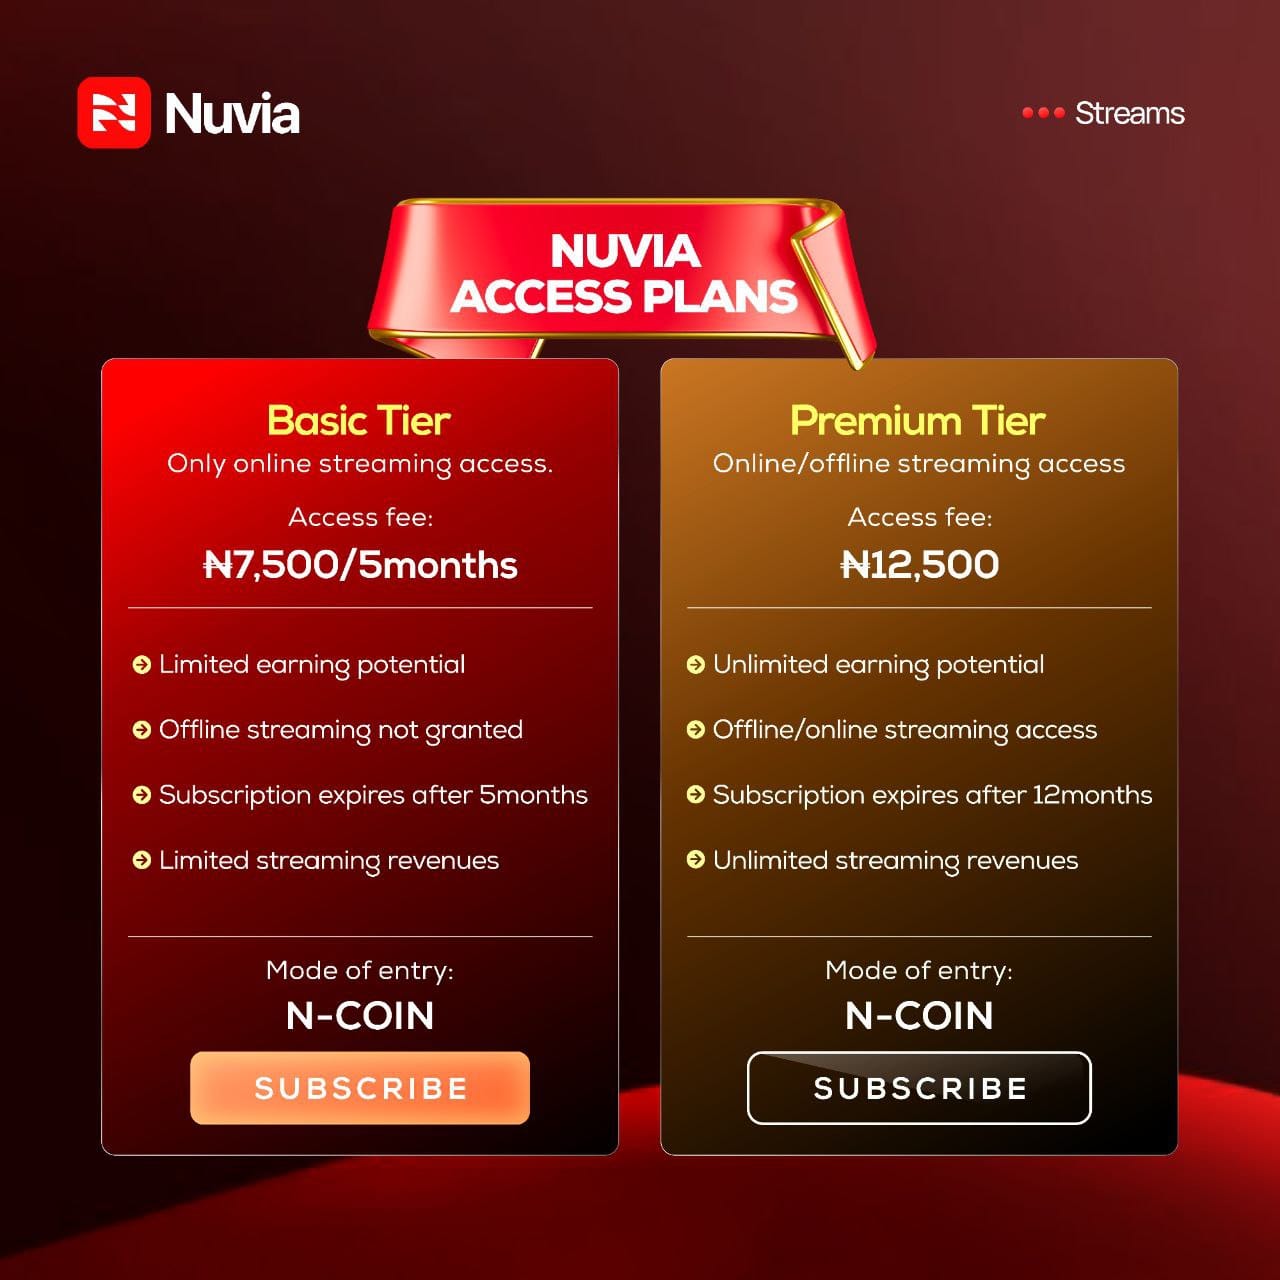 Nuvia
Streams
NUVIA
ACCESS PLANS
Basic Tier
Only online streaming access.
Access fee:
₦7,500/5months
Limited earning potential
Offline streaming not granted
Subscription expires after 5months
Limited streaming revenues
Mode of entry:
N-COIN
SUBSCRIBE
Premium Tier
Online/offline streaming access
Access fee:
₦12,500
Unlimited earning potential
Offline/online streaming access
Subscription expires after 12months
Unlimited streaming revenues
Mode of entry:
N-COIN
SUBSCRIBE